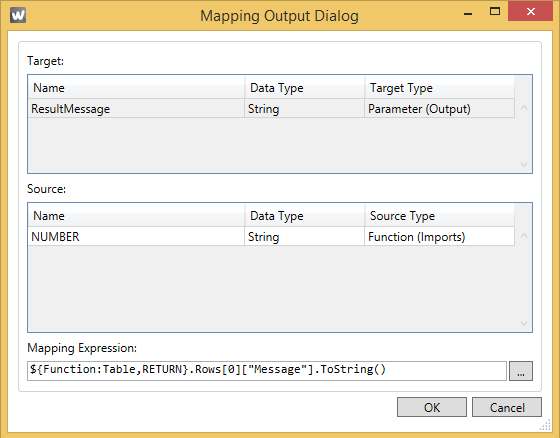 W Mapping Output Dialog
Target:
Name Data Type Target Type
ResultMessage String Parameter (Output)
Source:
Name Data Type Source Type
NUMBER String Function (Imports)
Mapping Expression:
${Function:Table,RETURN}.Rows[0]["Message"].ToString() ...
OK Cancel